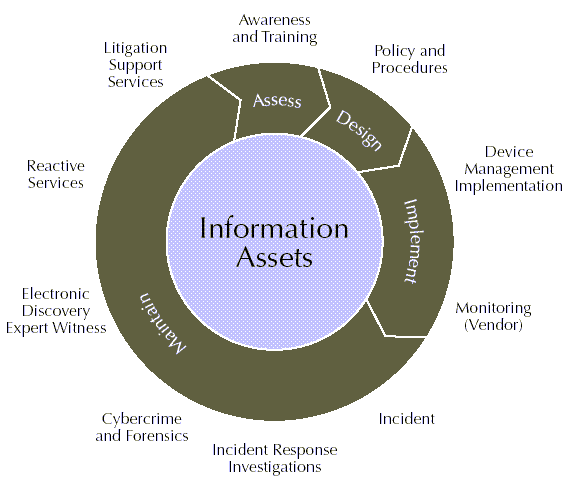 Awareness
and Training
Policy and
Procedures
Device
Management
Implementation
Monitoring
(Vendor)
Incident
Incident Response
Investigations
Cybercrime
and Forensics
Electronic
Discovery
Expert Witness
Reactive
Services
Litigation
Support
Services
Assess
Design
Implement
Maintain
Information
Assets